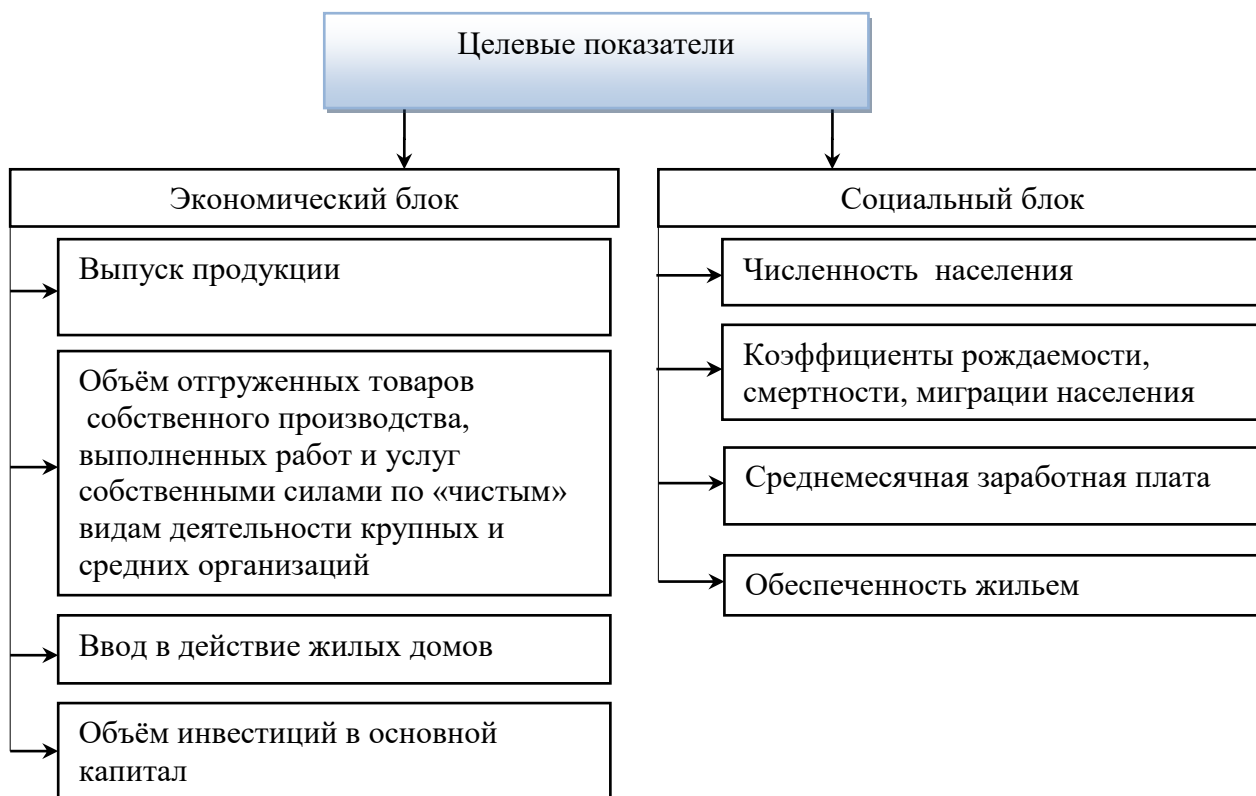 Целевые показатели
Экономический блок
Выпуск продукции
Объём отгруженных товаров
собственного производства,
выполненных работ и услуг
собственными силами по «чистым»
видам деятельности крупных и
средних организаций
Ввод в действие жилых домов
Объём инвестиций в основной
капитал
Социальный блок
Численность населения
Коэффициенты рождаемости,
смертности, миграции населения
Среднемесячная заработная плата
Обеспеченность жильем